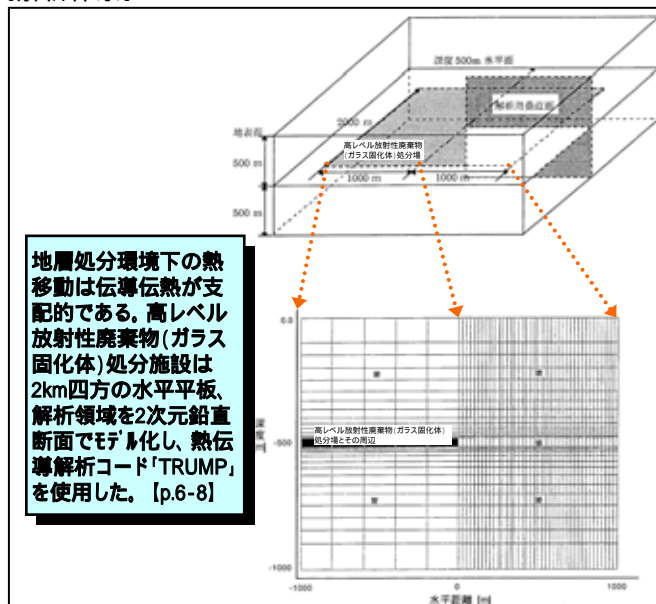 深度500m 水平面
解析用垂直面
2000 m
地表面
高レベル放射性廃棄物
(ガラス固化体)処分場
500 m
1000 m
1000 m
500 m
地層処分環境下の熱
移動は伝導伝熱が支
配的である。高レベル
放射性廃棄物(ガラス
固化体)処分施設は
2km四方の水平平板、
解析領域を2次元鉛直
断面でモデル化し、熱伝
導解析コード「TRUMP」
を使用した。【p.6-8】
0.0
高レベル放射性廃棄物(ガラス固化体)
処分場とその周辺
-500
-1000
-1000
0
1000
水平距離 [m]